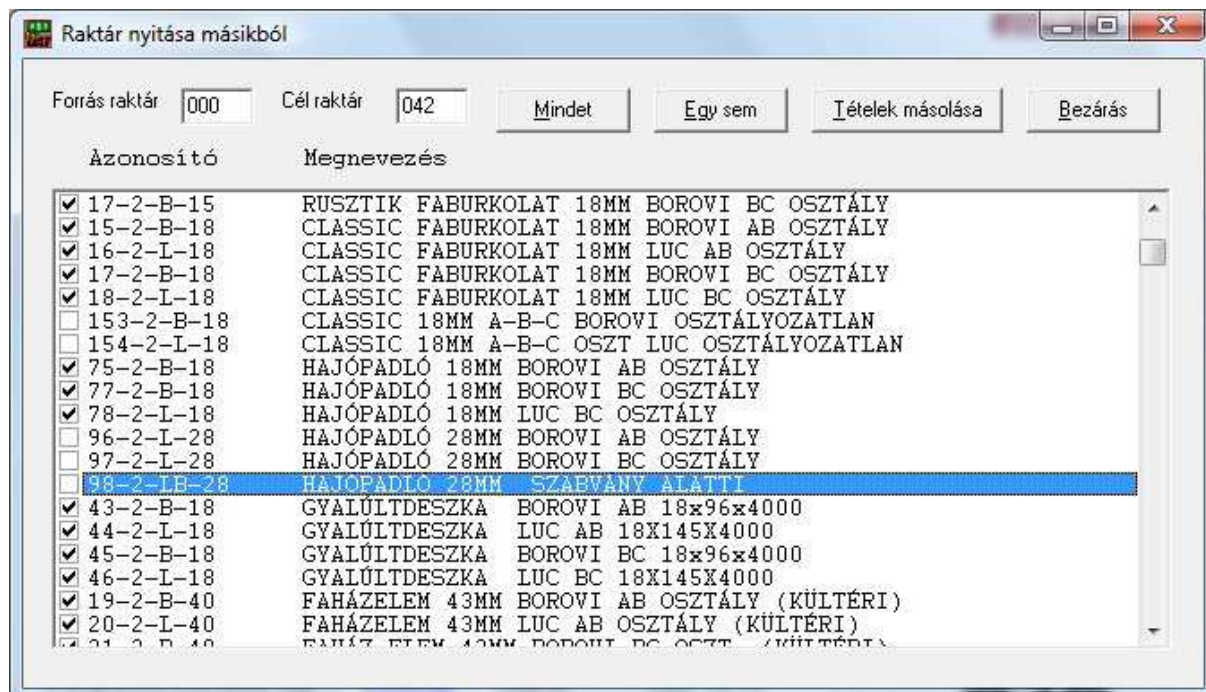 Raktár nyitása másikból
Forrás raktár 000 Cél raktár 042 Mindet Egy sem Tételek másolása Bezárás
Azonosító Megnevezés
17-2-B-15 RUSZTIK FABURKOLAT 18MM BOROVI BC OSZTÁLY
15-2-B-18 CLASSIC FABURKOLAT 18MM BOROVI AB OSZTÁLY
16-2-L-18 CLASSIC FABURKOLAT 18MM LUC AB OSZTÁLY
17-2-B-18 CLASSIC FABURKOLAT 18MM BOROVI BC OSZTÁLY
18-2-L-18 CLASSIC FABURKOLAT 18MM LUC BC OSZTÁLY
153-2-B-18 CLASSIC 18MM A-B-C BOROVI OSZTÁLYOZATLAN
154-2-L-18 CLASSIC 18MM A-B-C OSZT LUC OSZTÁLYOZATLAN
75-2-B-18 HAJÓPADLÓ 18MM BOROVI AB OSZTÁLY
77-2-B-18 HAJÓPADLÓ 18MM BOROVI BC OSZTÁLY
78-2-L-18 HAJÓPADLÓ 18MM LUC BC OSZTÁLY
96-2-L-28 HAJÓPADLÓ 28MM BOROVI AB OSZTÁLY
97-2-L-28 HAJÓPADLÓ 28MM BOROVI BC OSZTÁLY
98-2-LB-28 HAJÓPADLÓ 28MM SZABVÁNY ALATTI
43-2-B-18 GYALÚLTDESZKA BOROVI AB 18x96x4000
44-2-L-18 GYALÚLTDESZKA LUC AB 18X145X4000
45-2-B-18 GYALÚLTDESZKA BOROVI BC 18x96x4000
46-2-L-18 GYALÚLTDESZKA LUC BC 18X145X4000
19-2-B-40 FAHÁZELEM 43MM BOROVI AB OSZTÁLY (KÜLTÉRI)
20-2-L-40 FAHÁZELEM 43MM LUC AB OSZTÁLY (KÜLTÉRI)